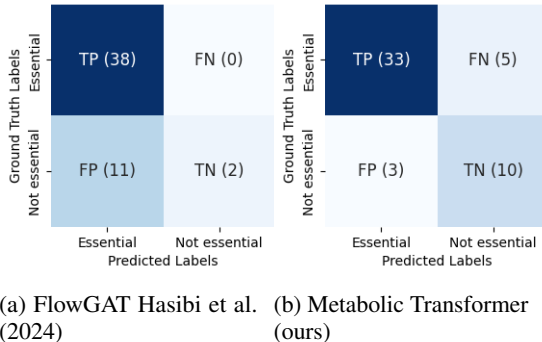 Ground Truth Labels
Essential
Not essential
TP (38)
FN (0)
FP (11)
TN (2)
Essential
Not essential
Predicted Labels
Ground Truth Labels
Essential
Not essential
TP (33)
FN (5)
FP (3)
TN (10)
Essential
Not essential
Predicted Labels
(a) FlowGAT Hasibi et al.
(2024)
(b) Metabolic Transformer
(ours)